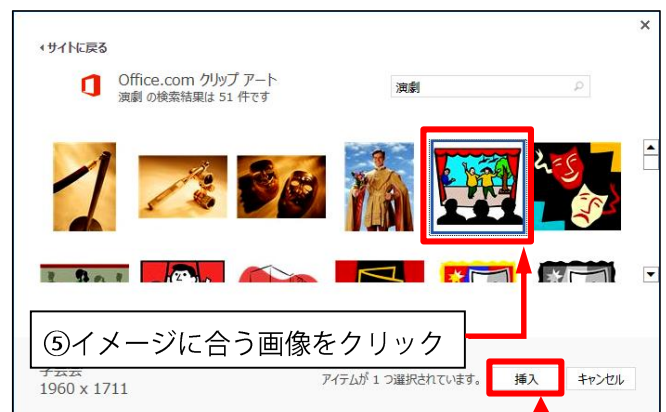 サイトに戻る
Office.com クリップ アート
演劇 の検索結果は 51 件です
演劇
⑤イメージに合う画像をクリック
1960 x 1711
アイテムが 1 つ選択されています。
挿入
キャンセル